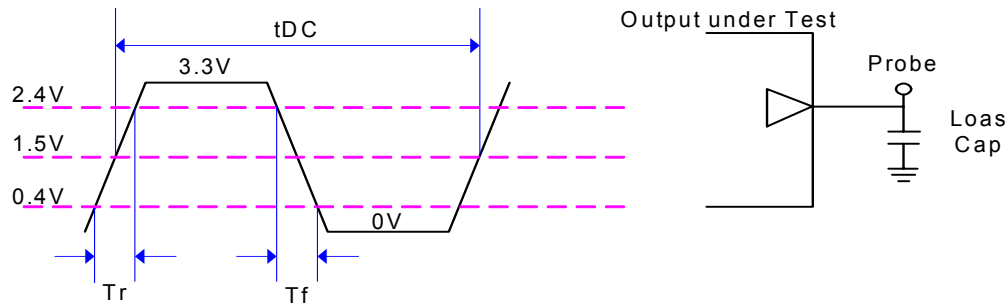 tDC
3.3V
2.4V
1.5V
0.4V
0V
Tr
Tf
Output under Test
Probe
Loas
Cap